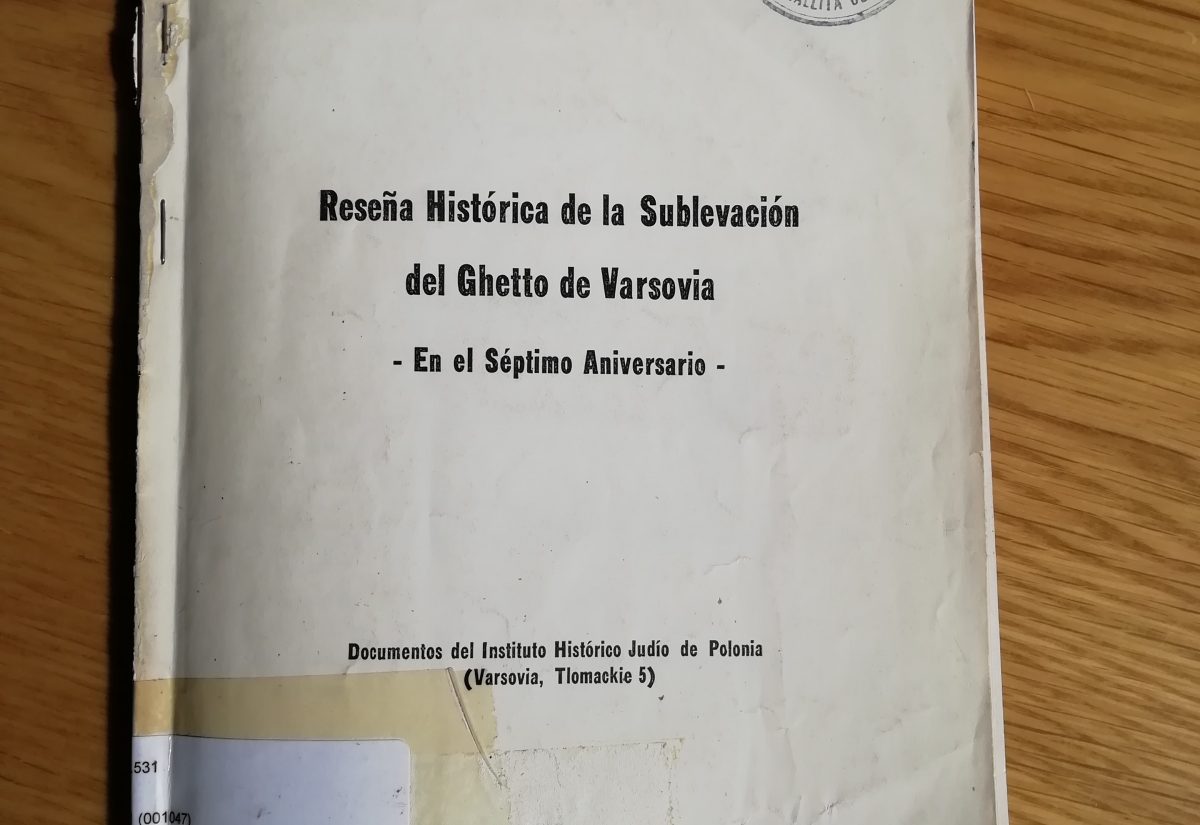 Reseña Histórica de la Sublevación
del Ghetto de Varsovia
- En el Séptimo Aniversario -
Documentos del Instituto Histórico Judío de Polonia
(Varsovia, Tlomackie 5)
531
(001047)